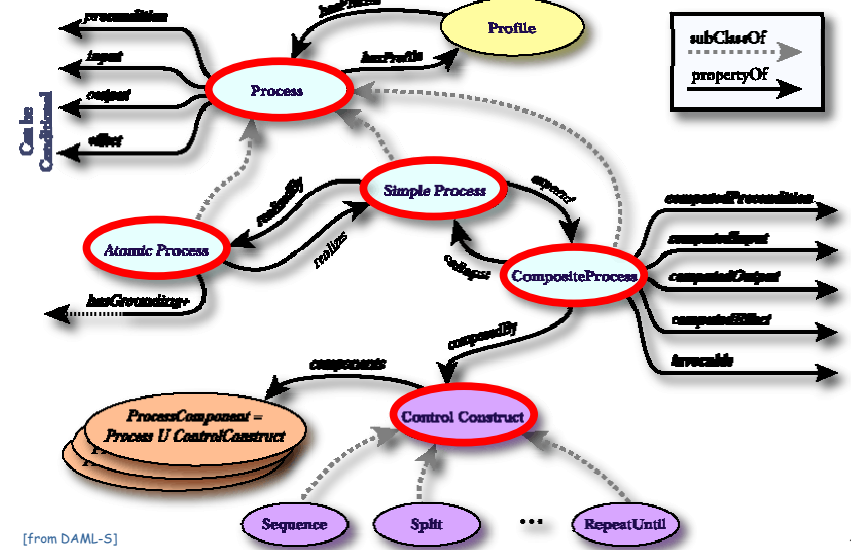 precondition
Profile
subClassOf
hasProfile
input
propertyOf
Process
output
Can be
Conditional
effect
Simple Process
expand
realizedBy
computedPrecondition
computedInput
Atomic Process
realizes
collapse
CompositeProcess
computedOutput
hasGrounding+
computedEffect
composedBy
invocable
components
ProcessComponent =
Process U ControlConstruct
Control Construct
Sequence
Split
...
RepeatUntil
[from DAML-S]